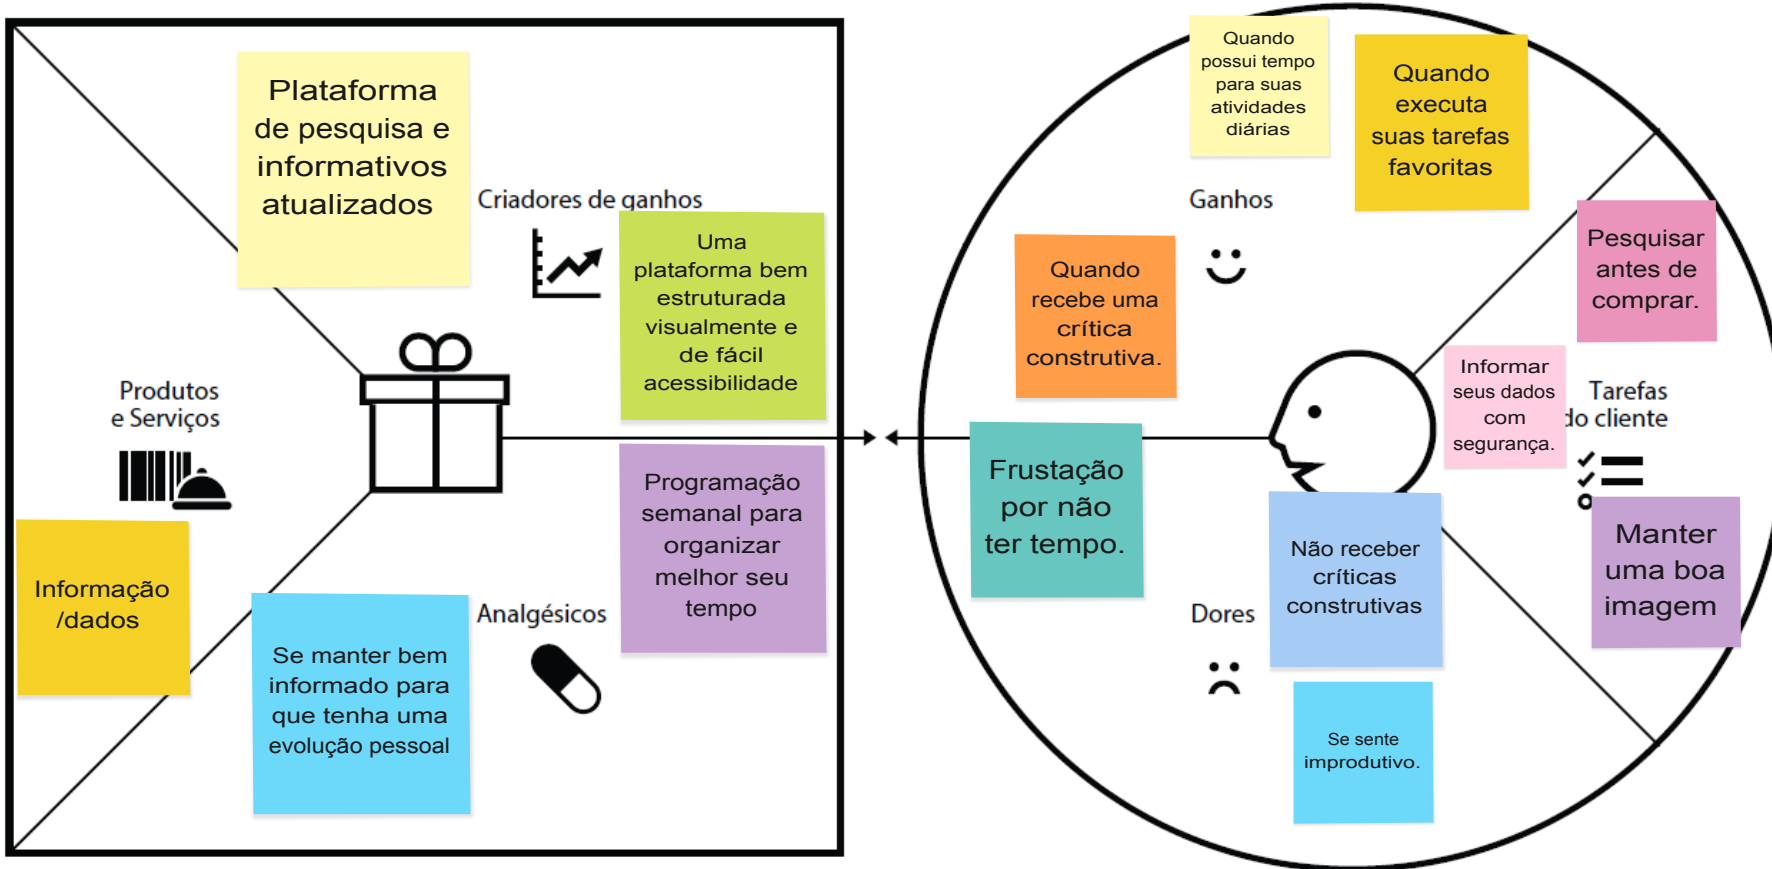 Plataforma
de pesquisa e
informativos
atualizados
Criadores de ganhos
Uma
plataforma bem
estruturada
visualmente e
de fácil
acessibilidade
Produtos
e Serviços
Informação
/dados
Se manter bem
informado para
que tenha uma
evolução pessoal
Analgésicos
Programação
semanal para
organizar
melhor seu
tempo
Quando
possui tempo
para suas
atividades
diárias
Quando
executa
suas tarefas
favoritas
Ganhos
Quando
recebe uma
crítica
construtiva.
Pesquisar
antes de
comprar.
Informar
seus dados
com
segurança.
Tarefas
do cliente
Manter
uma boa
imagem
Frustação
por não
ter tempo.
Não receber
críticas
construtivas
Dores
Se sente
improdutivo.